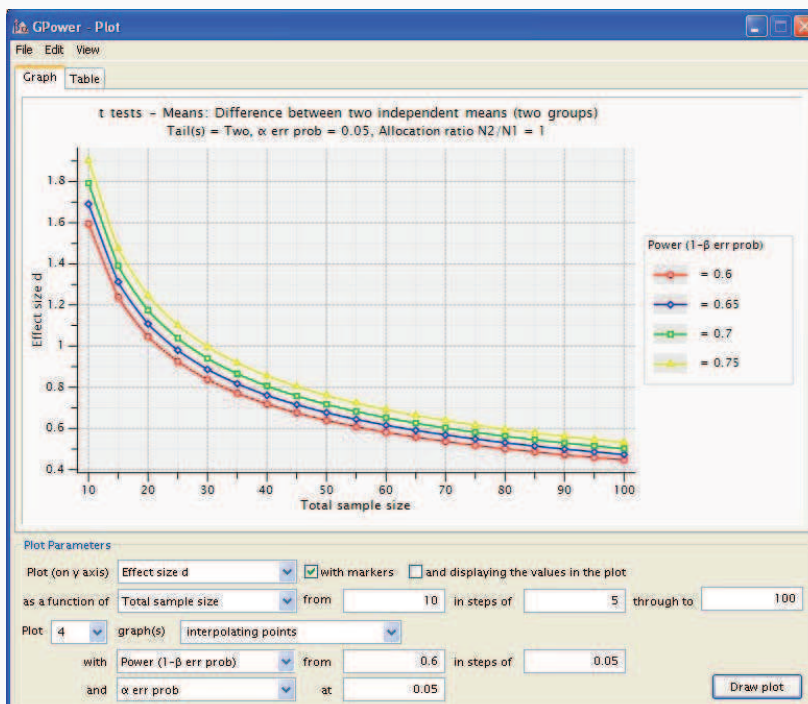 GPower - Plot
File Edit View
Graph Table
t tests - Means: Difference between two independent means (two groups)
Tail(s) = Two, α err prob = 0.05, Allocation ratio N2/N1 = 1
Effect size d
1.8
1.6
1.4
1.2
1
0.8
0.6
0.4
10 20 30 40 50 60 70 80 90 100
Total sample size
Power (1-β err prob)
= 0.6
= 0.65
= 0.7
= 0.75
Plot Parameters
Plot (on y axis) Effect size d with markers and displaying the values in the plot
as a function of Total sample size from 10 in steps of 5 through to 100
Plot 4 graph(s) interpolating points
with Power (1-β err prob) from 0.6 in steps of 0.05
and α err prob at 0.05
Draw plot